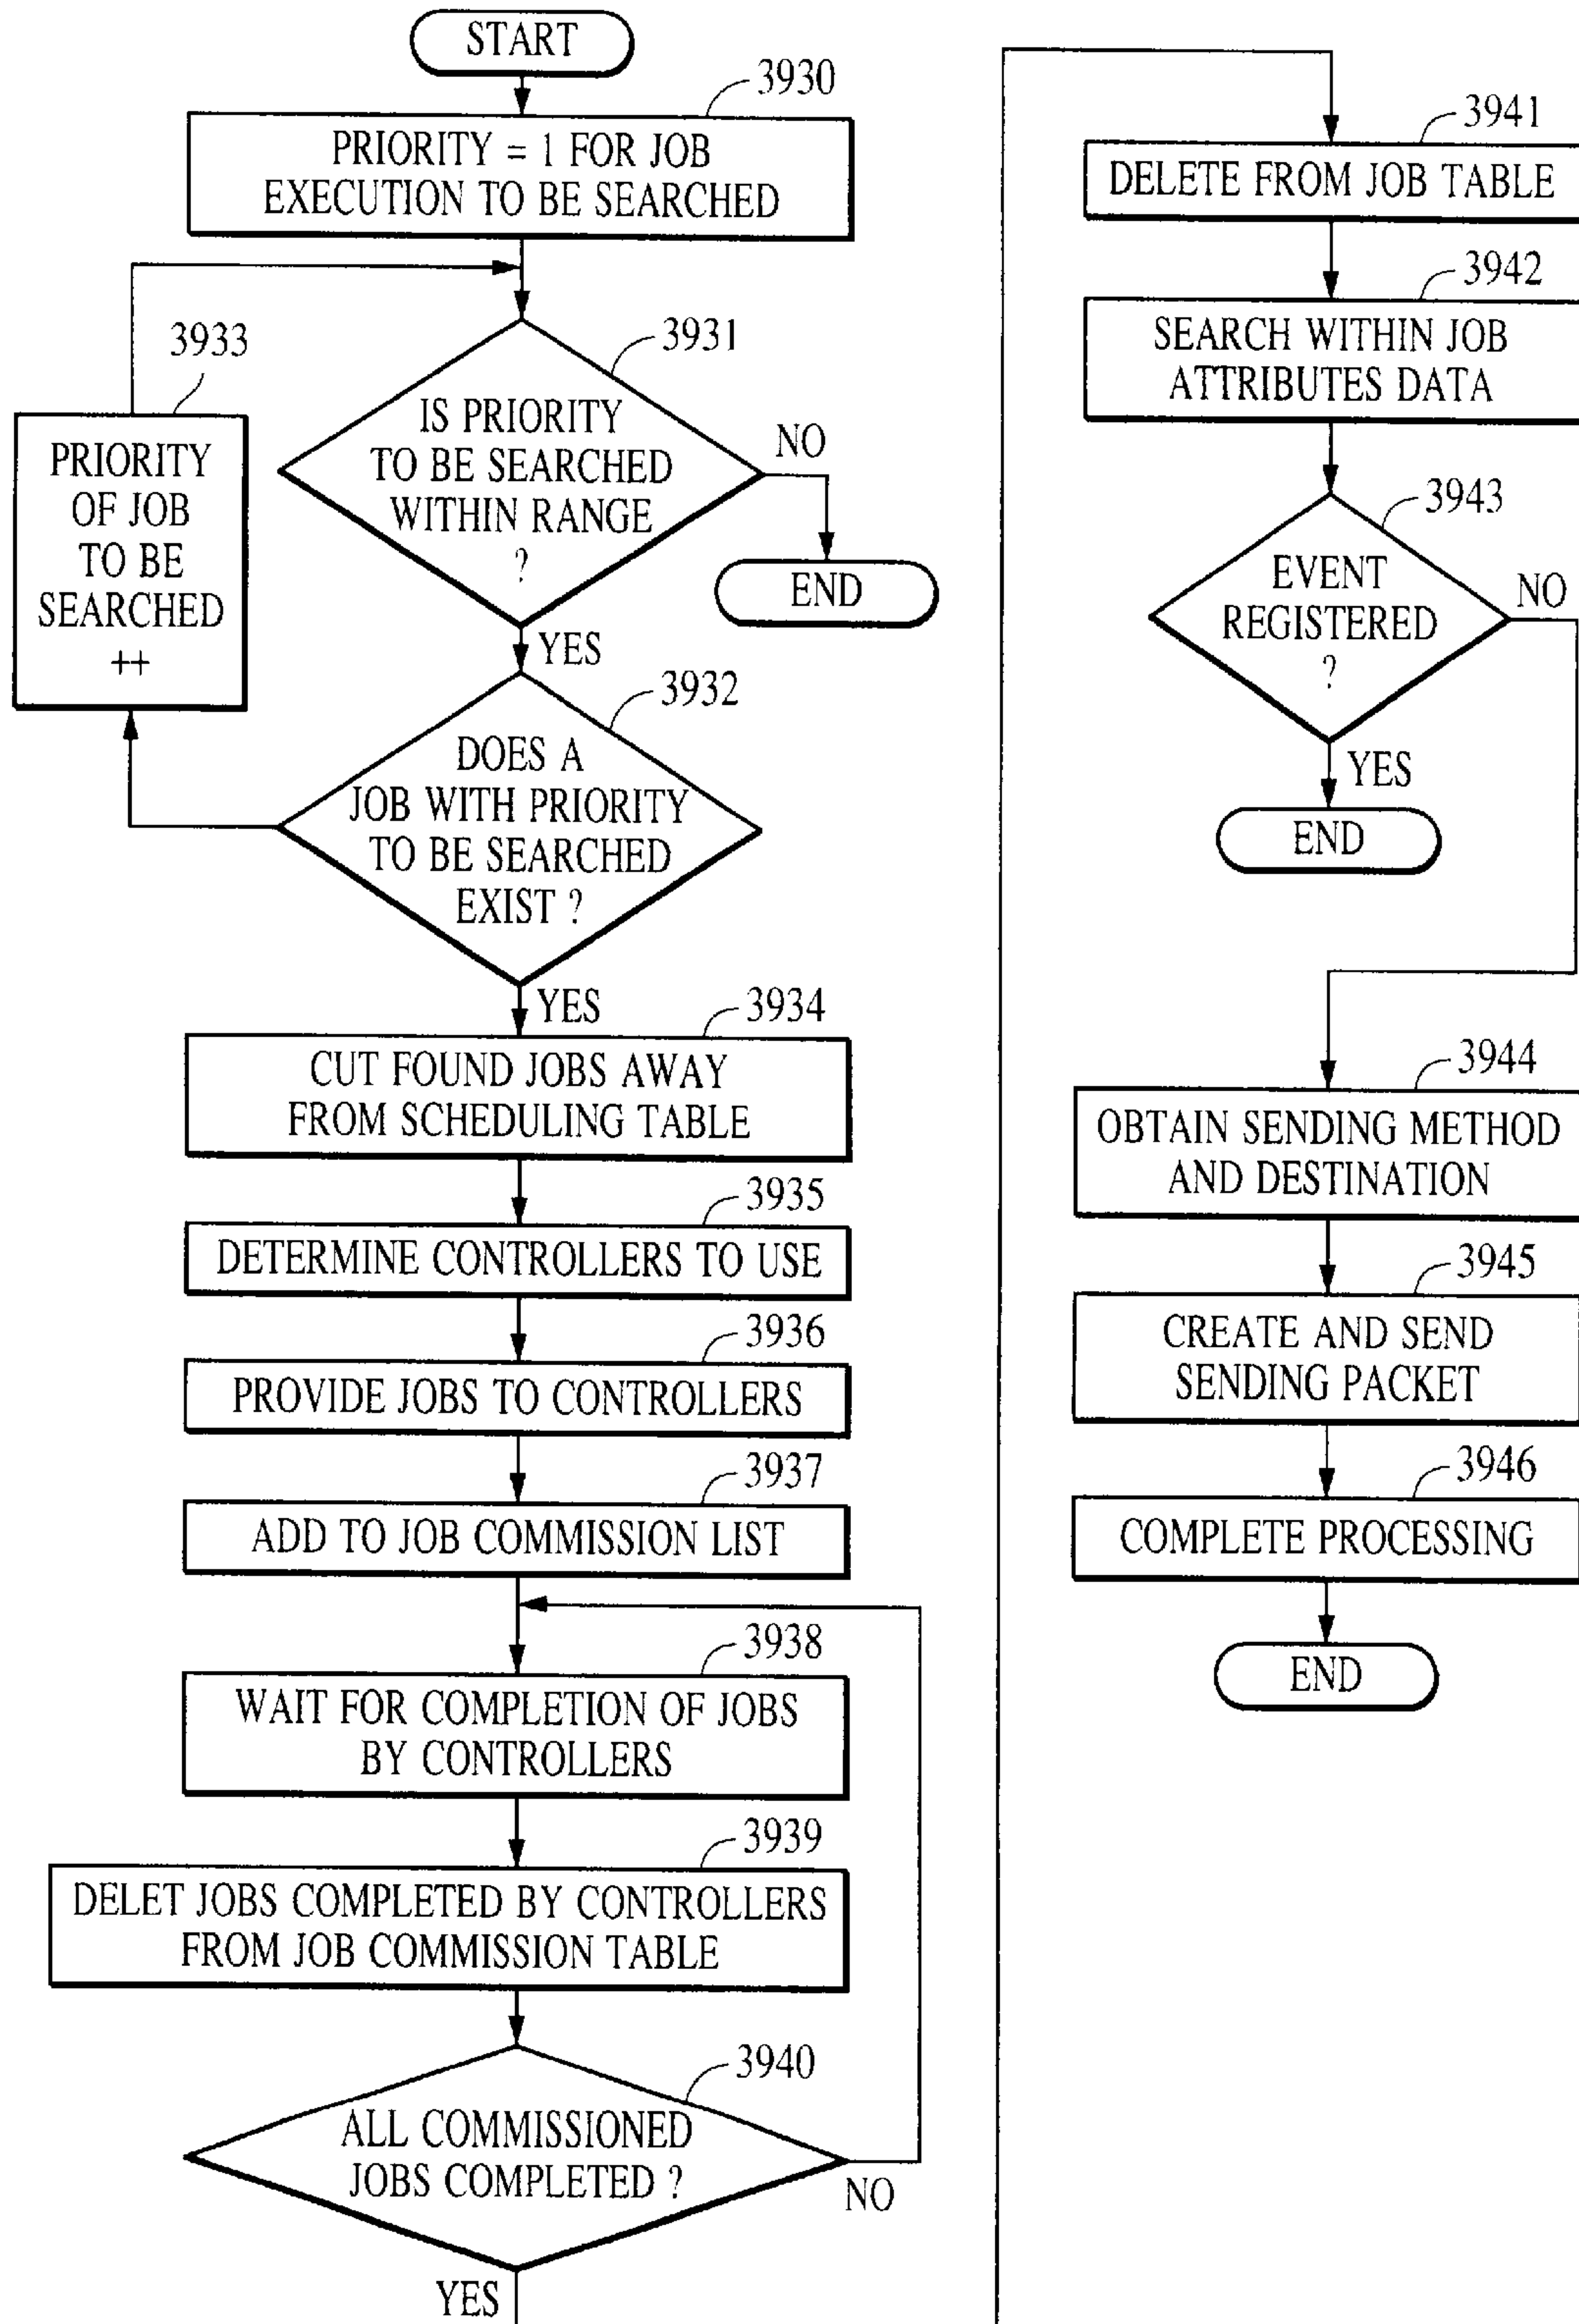 START
3930
PRIORITY = 1 FOR JOB
EXECUTION TO BE SEARCHED
3931
IS PRIORITY
TO BE SEARCHED
WITHIN RANGE
?
NO
END
YES
3933
PRIORITY
OF JOB
TO BE
SEARCHED
++
3932
DOES A
JOB WITH PRIORITY
TO BE SEARCHED
EXIST ?
YES
3934
CUT FOUND JOBS AWAY
FROM SCHEDULING TABLE
3935
DETERMINE CONTROLLERS TO USE
3936
PROVIDE JOBS TO CONTROLLERS
3937
ADD TO JOB COMMISSION LIST
3938
WAIT FOR COMPLETION OF JOBS
BY CONTROLLERS
3939
DELET JOBS COMPLETED BY CONTROLLERS
FROM JOB COMMISSION TABLE
3940
ALL COMMISSIONED
JOBS COMPLETED ?
NO
YES
3941
DELETE FROM JOB TABLE
3942
SEARCH WITHIN JOB
ATTRIBUTES DATA
3943
EVENT
REGISTERED
?
NO
YES
END
3944
OBTAIN SENDING METHOD
AND DESTINATION
3945
CREATE AND SEND
SENDING PACKET
3946
COMPLETE PROCESSING
END